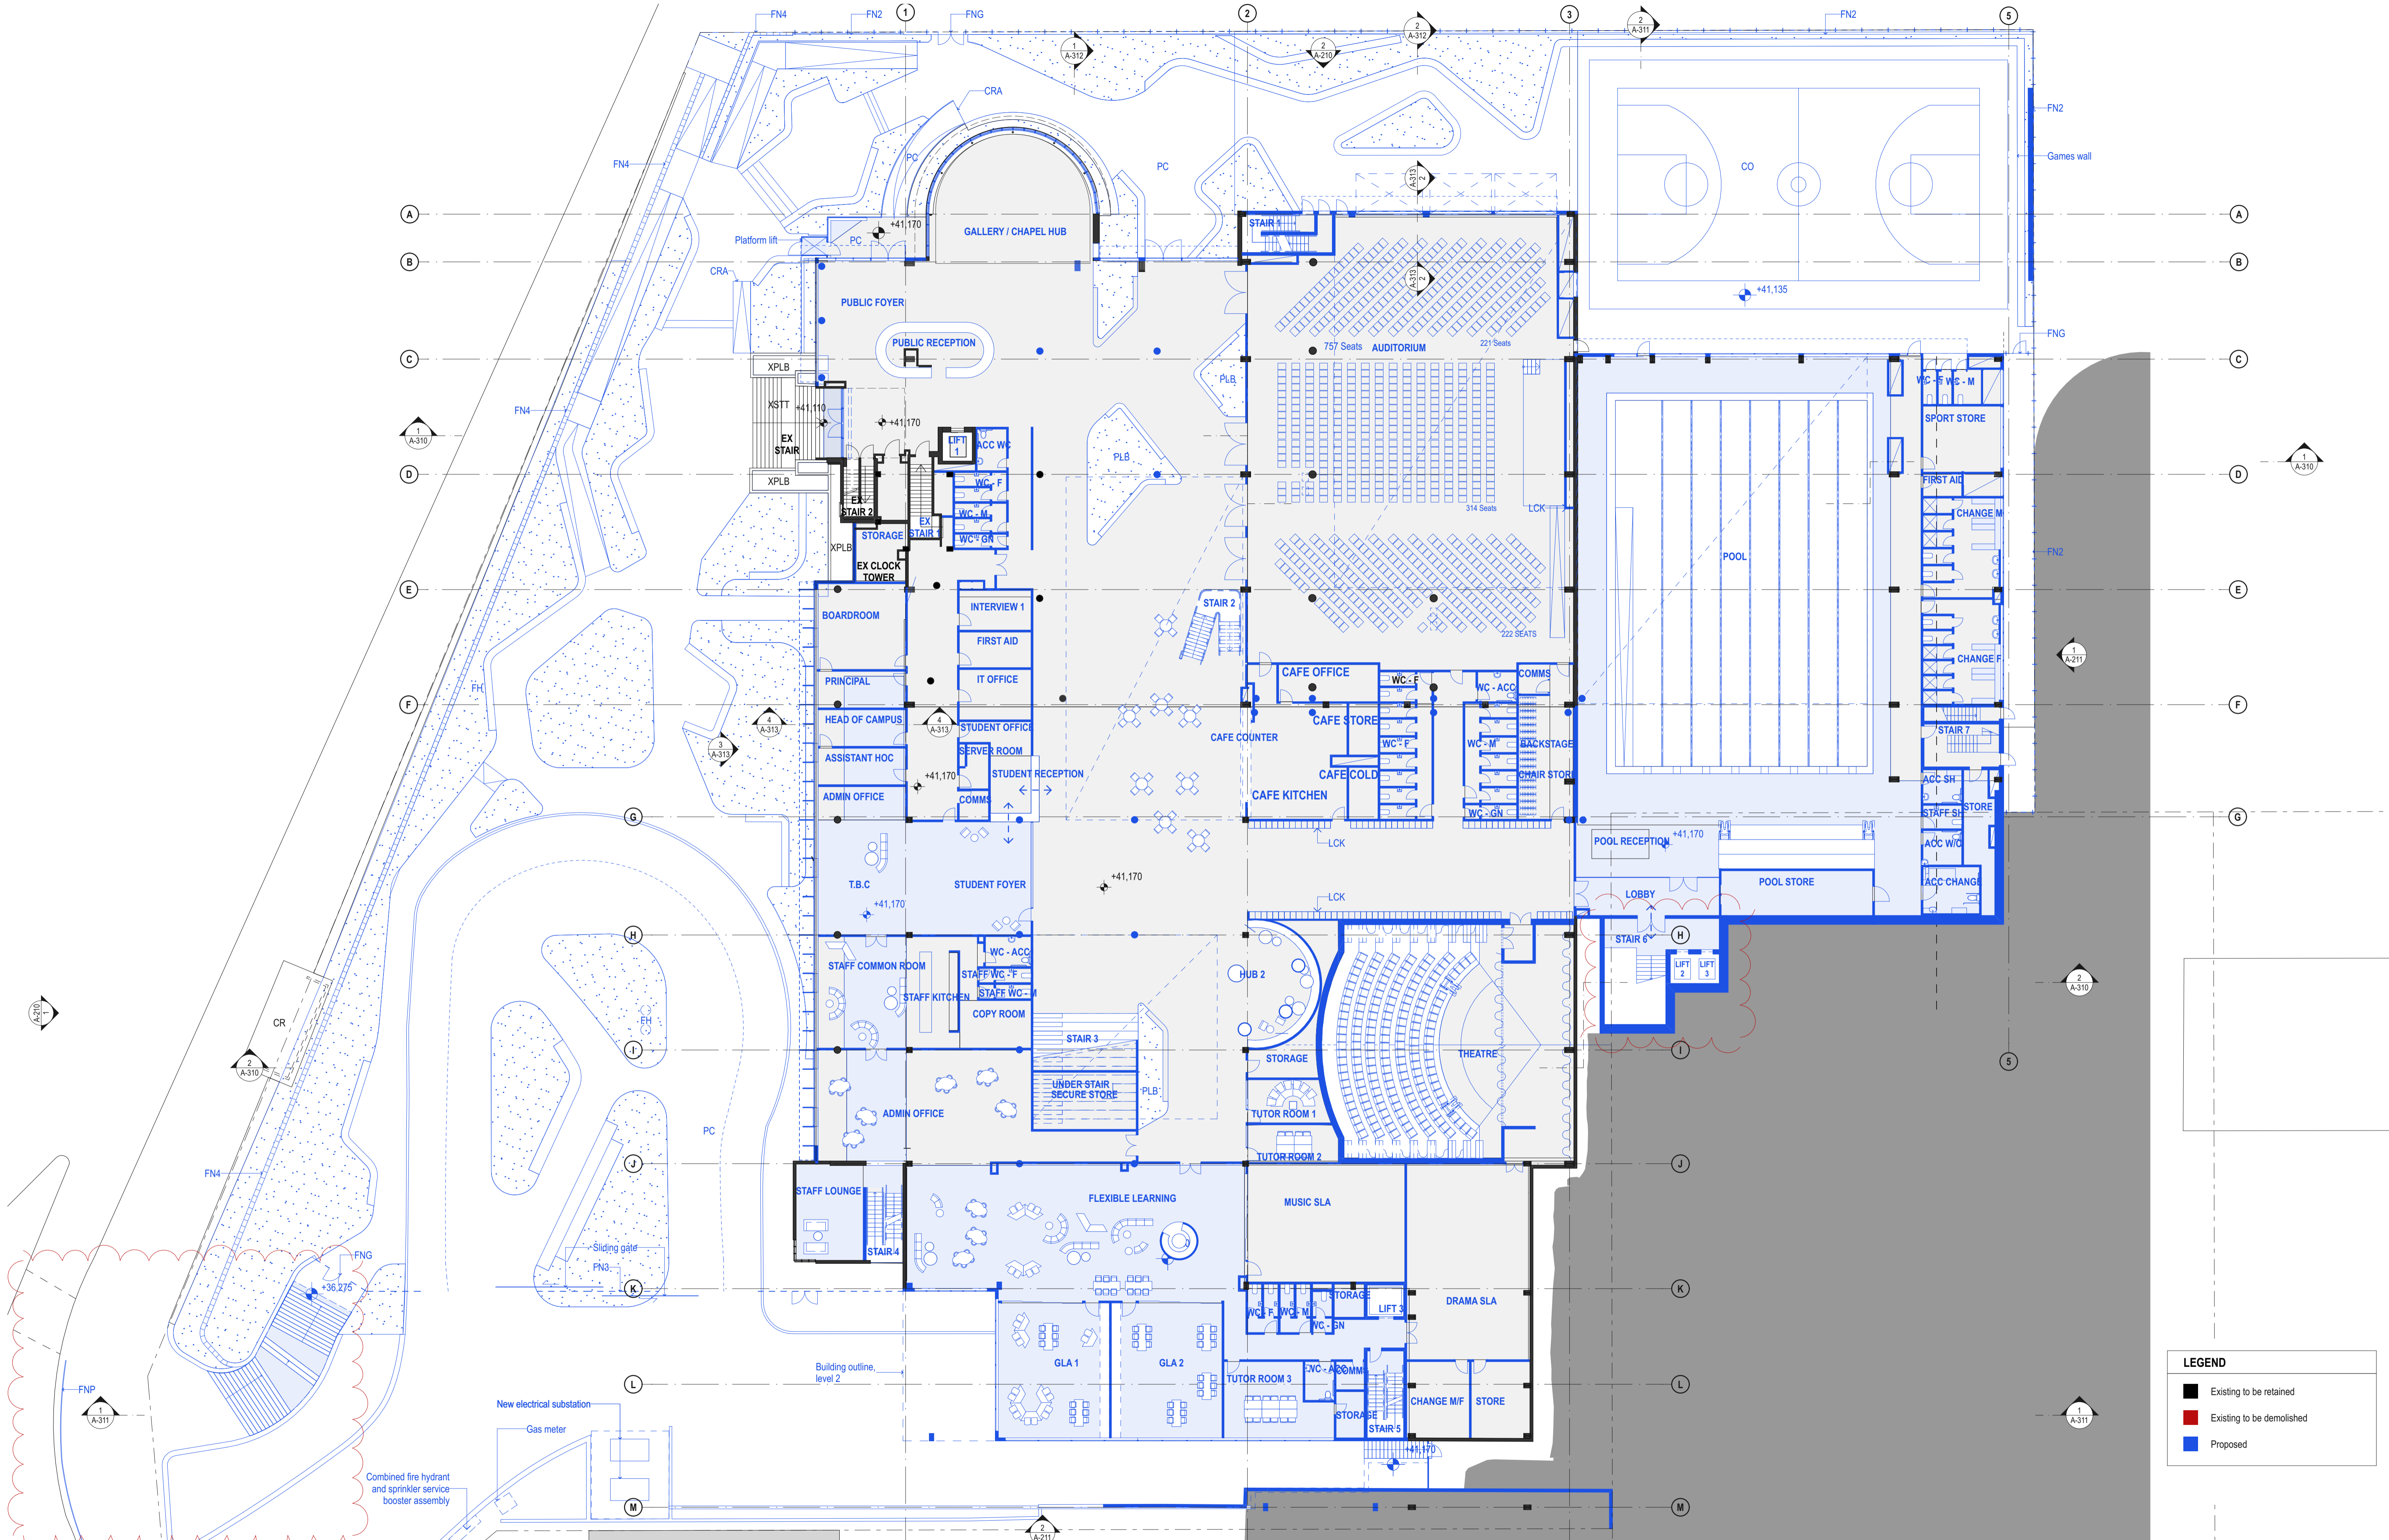 FN4
FN2
1
FNG
2
3
FN2
5
1
A-312
2
A-210
2
A-312
2
A-311
CRA
FN2
FN4
PC
PC
CO
Games wall
A-313
2
A
STAIR 1
A
+41,170
GALLERY / CHAPEL HUB
Platform lift
PC
B
B
CRA
A-313
2
+41,135
PUBLIC FOYER
FNG
PUBLIC RECEPTION
757 Seats
AUDITORIUM
221 Seats
C
C
XPLB
PLB
WC - F
WC - M
FN4
XSTT
+41,110
+41,170
SPORT STORE
1
A-310
EX
STAIR
LIFT
1
ACC WC
PLB
1
A-310
D
D
XPLB
WC - F
FIRST AID
EX
STAIR 2
WC - M
314 Seats
LCK
CHANGE M
EX
STAIR 1
STORAGE
WC - GN
XPLB
FN2
POOL
EX CLOCK
TOWER
E
E
BOARDROOM
INTERVIEW 1
STAIR 2
FIRST AID
222 SEATS
1
A-211
CHANGE F
PRINCIPAL
IT OFFICE
CAFE OFFICE
WC - F
WC - ACC
COMMS
FH
F
F
HEAD OF CAMPUS
4
A-313
4
A-313
STUDENT OFFICE
CAFE STORE
CAFE COUNTER
3
A-313
SERVER ROOM
WC - F
WC - M
BACKSTAGE
STAIR 7
ASSISTANT HOC
STUDENT RECEPTION
CAFE COLD
CHAIR STORE
+41,170
ACC SH
ADMIN OFFICE
COMMS
CAFE KITCHEN
STORE
G
WC - GN
STAFF SH
G
LCK
POOL RECEPTION
+41,170
ACC W/C
T.B.C
STUDENT FOYER
+41,170
POOL STORE
ACC CHANGE
LCK
LOBBY
+41,170
H
H
STAIR 6
WC - ACC
STAFF COMMON ROOM
STAFF WC - F
HUB 2
LIFT
2
LIFT
3
2
A-310
STAFF KITCHEN
STAFF WC - M
COPY ROOM
A-210
1
CR
FH
STAIR 3
I
I
STORAGE
THEATRE
5
2
A-310
UNDER STAIR
SECURE STORE
PLB
ADMIN OFFICE
TUTOR ROOM 1
PC
TUTOR ROOM 2
J
J
FN4
STAFF LOUNGE
FLEXIBLE LEARNING
MUSIC SLA
Sliding gate
STAIR 4
FNG
FN3
+36,275
K
K
STORAGE
DRAMA SLA
WC - F
WC - M
LIFT 3
WC - GN
GLA 1
GLA 2
Building outline,
level 2
WC - ACC
COMMS
TUTOR ROOM 3
LEGEND
L
L
FNP
Existing to be retained
CHANGE M/F
STORE
New electrical substation
1
A-311
STORAGE
STAIR 5
1
A-311
Existing to be demolished
Gas meter
Proposed
+41,170
Combined fire hydrant
and sprinkler service
booster assembly
M
M
2
A-211